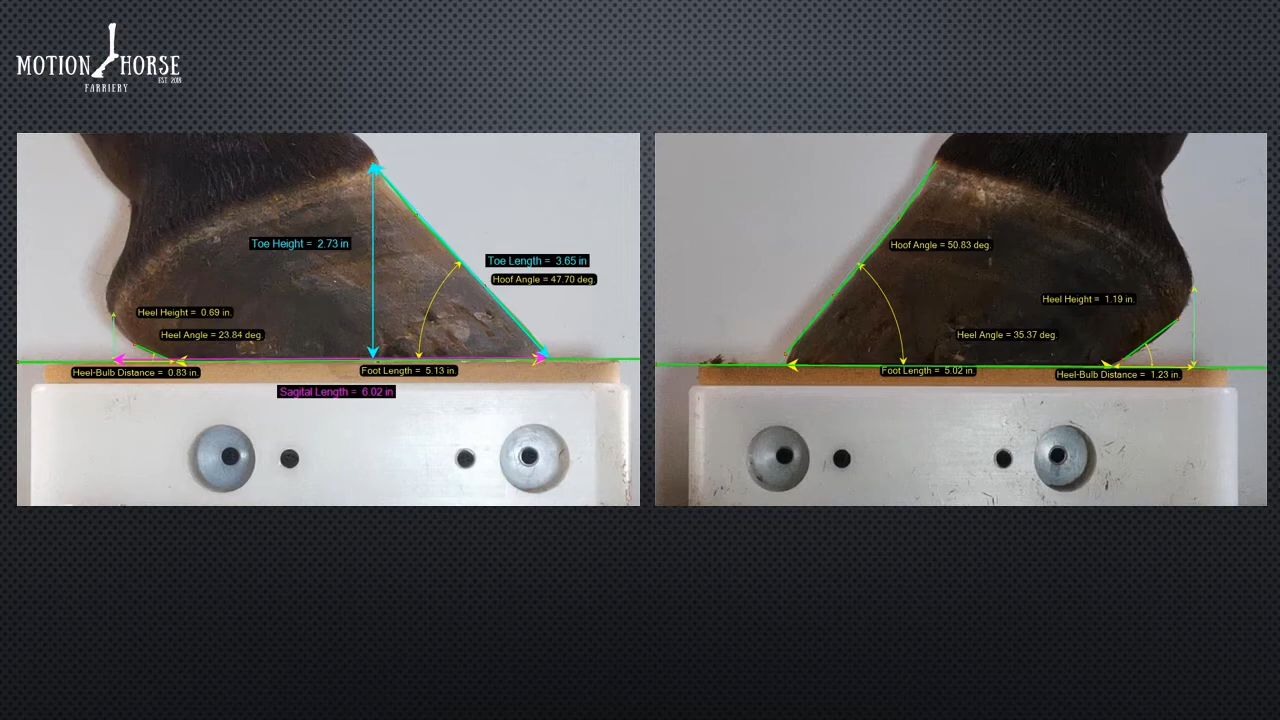 MOTION HORSE
EST. 2018
FARRIERY
Toe Height = 2.73 in
Toe Length = 3.65 in
Hoof Angle = 47.70 deg.
Heel Height = 0.69 in.
Heel Angle = 23.84 deg.
Heel-Bulb Distance = 0.83 in.
Foot Length = 5.13 in.
Sagital Length = 6.02 in
Hoof Angle = 50.83 deg.
Heel Height = 1.19 in.
Heel Angle = 35.37 deg.
Foot Length = 5.02 in.
Heel-Bulb Distance = 1.23 in.